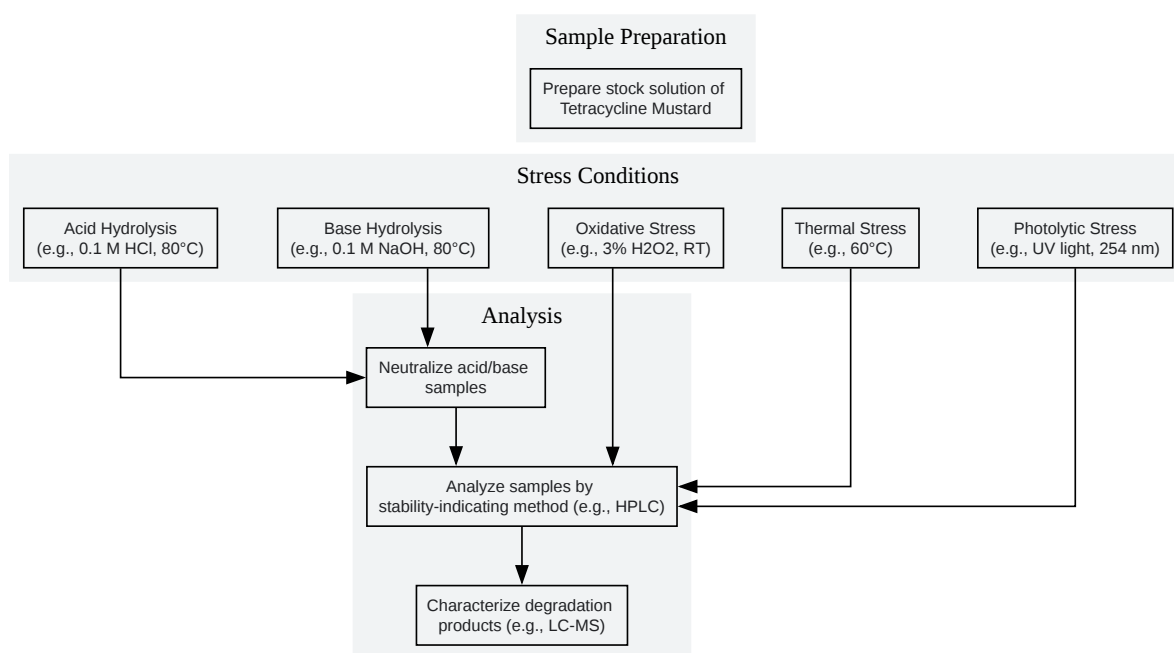 Sample Preparation
Prepare stock solution of
Tetracycline Mustard
Stress Conditions
Acid Hydrolysis
(e.g., 0.1 M HCl, 80°C)
Base Hydrolysis
(e.g., 0.1 M NaOH, 80°C)
Oxidative Stress
(e.g., 3% H2O2, RT)
Thermal Stress
(e.g., 60°C)
Photolytic Stress
(e.g., UV light, 254 nm)
Analysis
Neutralize acid/base
samples
Analyze samples by
stability-indicating method (e.g., HPLC)
Characterize degradation
products (e.g., LC-MS)